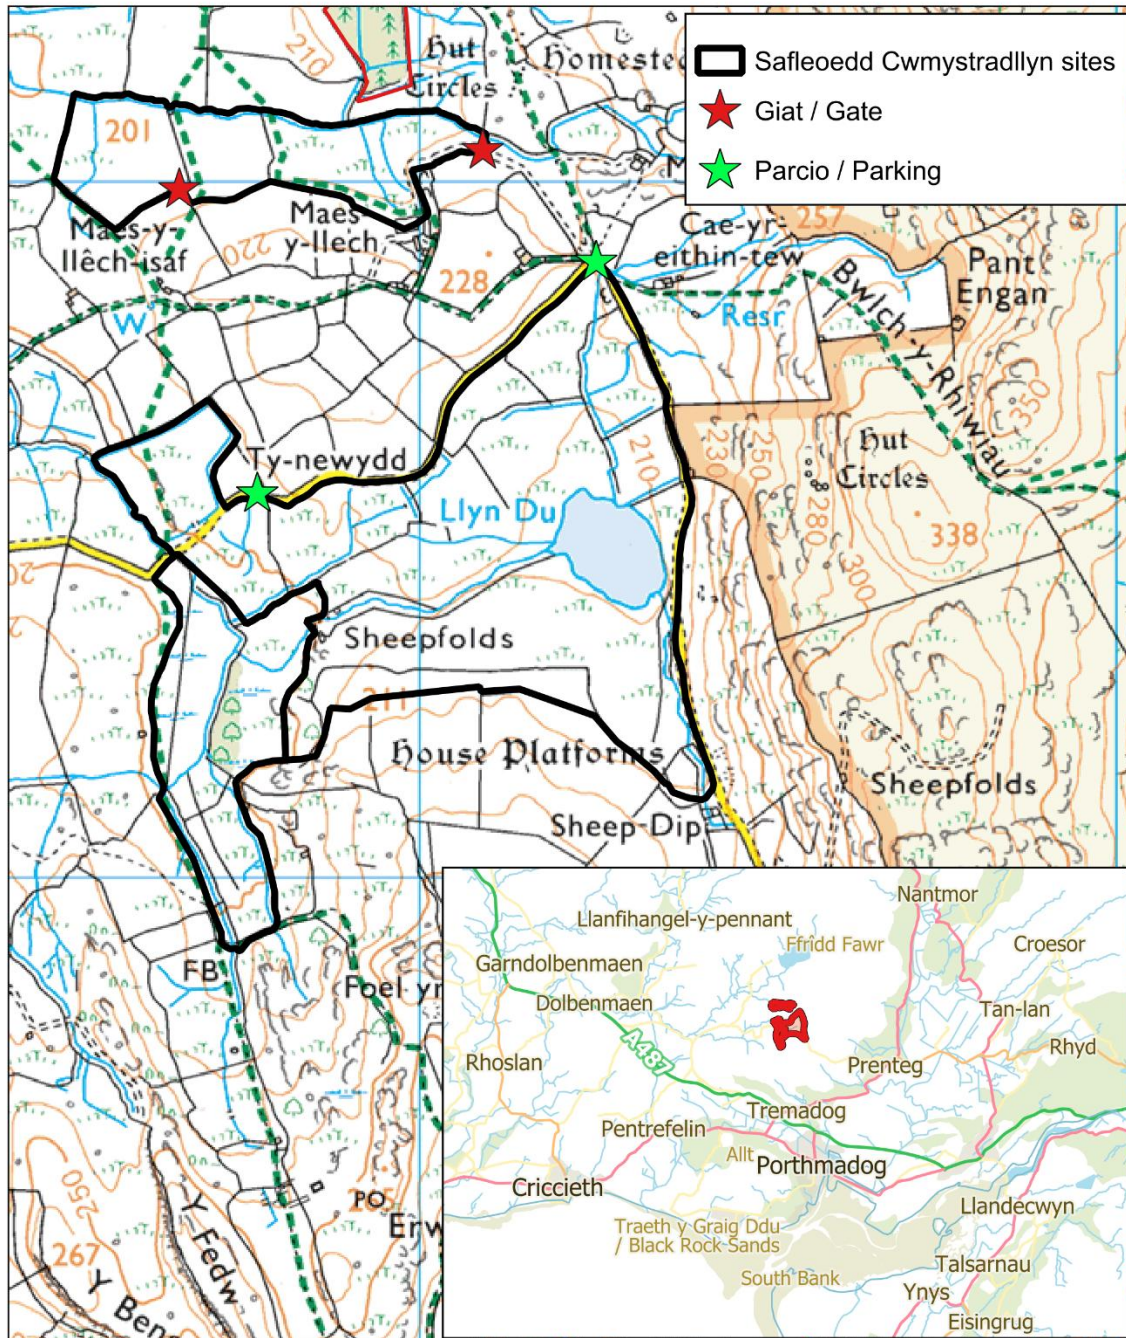 Safleoedd Cwmystradllyn sites
Giat / Gate
Parcio / Parking
210
Hut
Circles
Homestead
201
Maes-y-
llêch-isaf
220
Maes-
y-llech
228
Cae-yr-
eithin-tew
257
Pant
Engan
Resr
Bwlch-y-Rhiwiau
W
350
Ty-newydd
Llyn Du
210
230
250
280
300
Hut
Circles
338
Sheepfolds
211
House Platforms
Sheepfolds
Sheep-Dip
FB
Foel yr
PO
Erw
250
267
Y Fedw
Y Ben
Nantmor
Llanfihangel-y-pennant
Ffridd Fawr
Croesor
Garndolbenmaen
Dolbenmaen
Tan-lan
A487
Rhoslan
Prenteg
Rhyd
Tremadog
Pentrefelin
Allt
Porthmadog
Criccieth
Llandecwyn
Traeth y Graig Ddu
/ Black Rock Sands
South Bank
Talsarnau
Ynys
Eisingrug